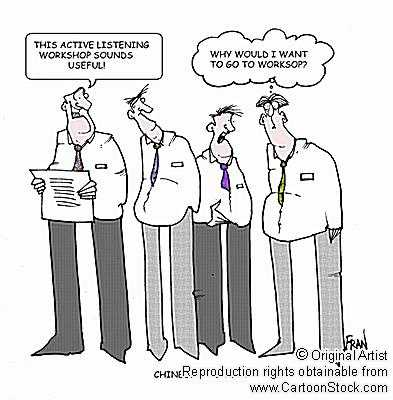 THIS ACTIVE LISTENING
WORKSHOP SOUNDS
USEFUL!
WHY WOULD I WANT
TO GO TO WORKSOP??
FRAN
© Original Artist
Reproduction rights obtainable from
www.CartoonStock.com